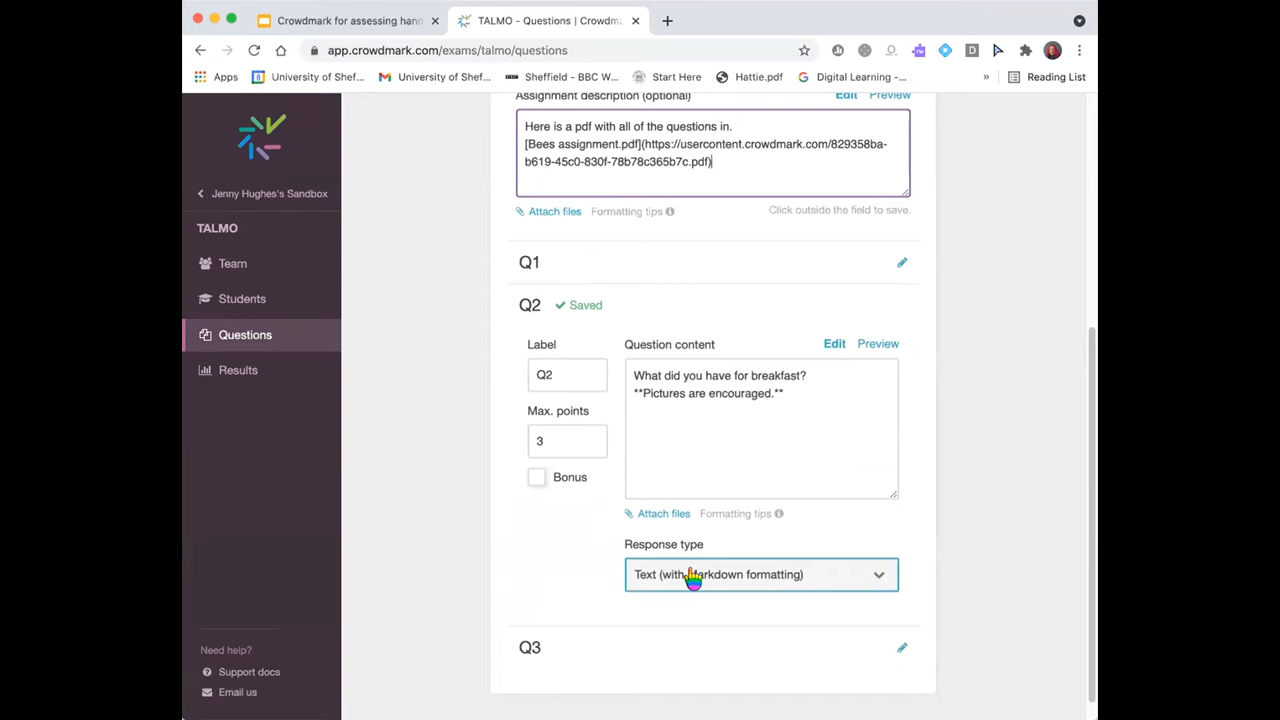 Crowdmark for assessing hand
TALMO - Questions | Crowdm
app.crowdmark.com/exams/talmo/questions
Apps
University of Shef...
University of Shef...
Sheffield - BBC W...
Start Here
Hattie.pdf
Digital Learning -...
»
Reading List
Assignment description (optional)
Edit
Preview
Here is a pdf with all of the questions in.
[Bees assignment.pdf](https://usercontent.crowdmark.com/829358ba-
b619-45c0-830f-78b78c365b7c.pdf)
Attach files
Formatting tips
Click outside the field to save.
Jenny Hughes's Sandbox
TALMO
Team
Students
Questions
Results
Q1
Q2
Saved
Label
Q2
Max. points
3
Bonus
Question content
Edit
Preview
What did you have for breakfast?
**Pictures are encouraged.**
Attach files
Formatting tips
Response type
Text (with Markdown formatting)
Q3
Need help?
Support docs
Email us